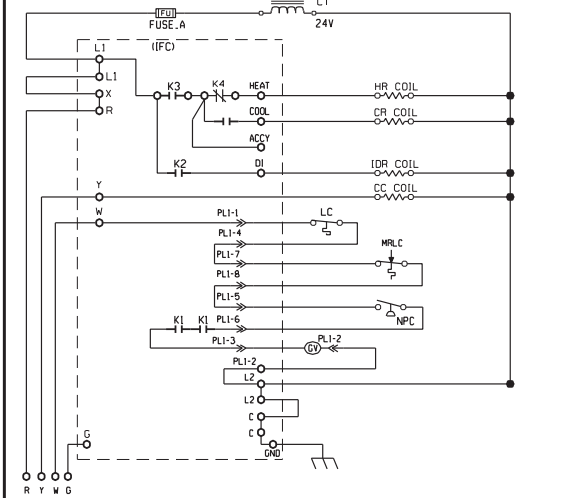 LI
FU
FUSE.A
24V
(IFC)
L1
L1
X
R
K3
K4
HEAT
HR COIL
COOL
CR COIL
ACCY
K2
DI
IDR COIL
Y
CC COIL
W
PL1-1
LC
PL1-4
MRLC
PL1-7
PL1-8
PL1-5
NPC
K1 K1 PL1-6
PL1-3
GV
PL1-2
PL1-2
L2
L2
C
C
G
GND
R Y W G